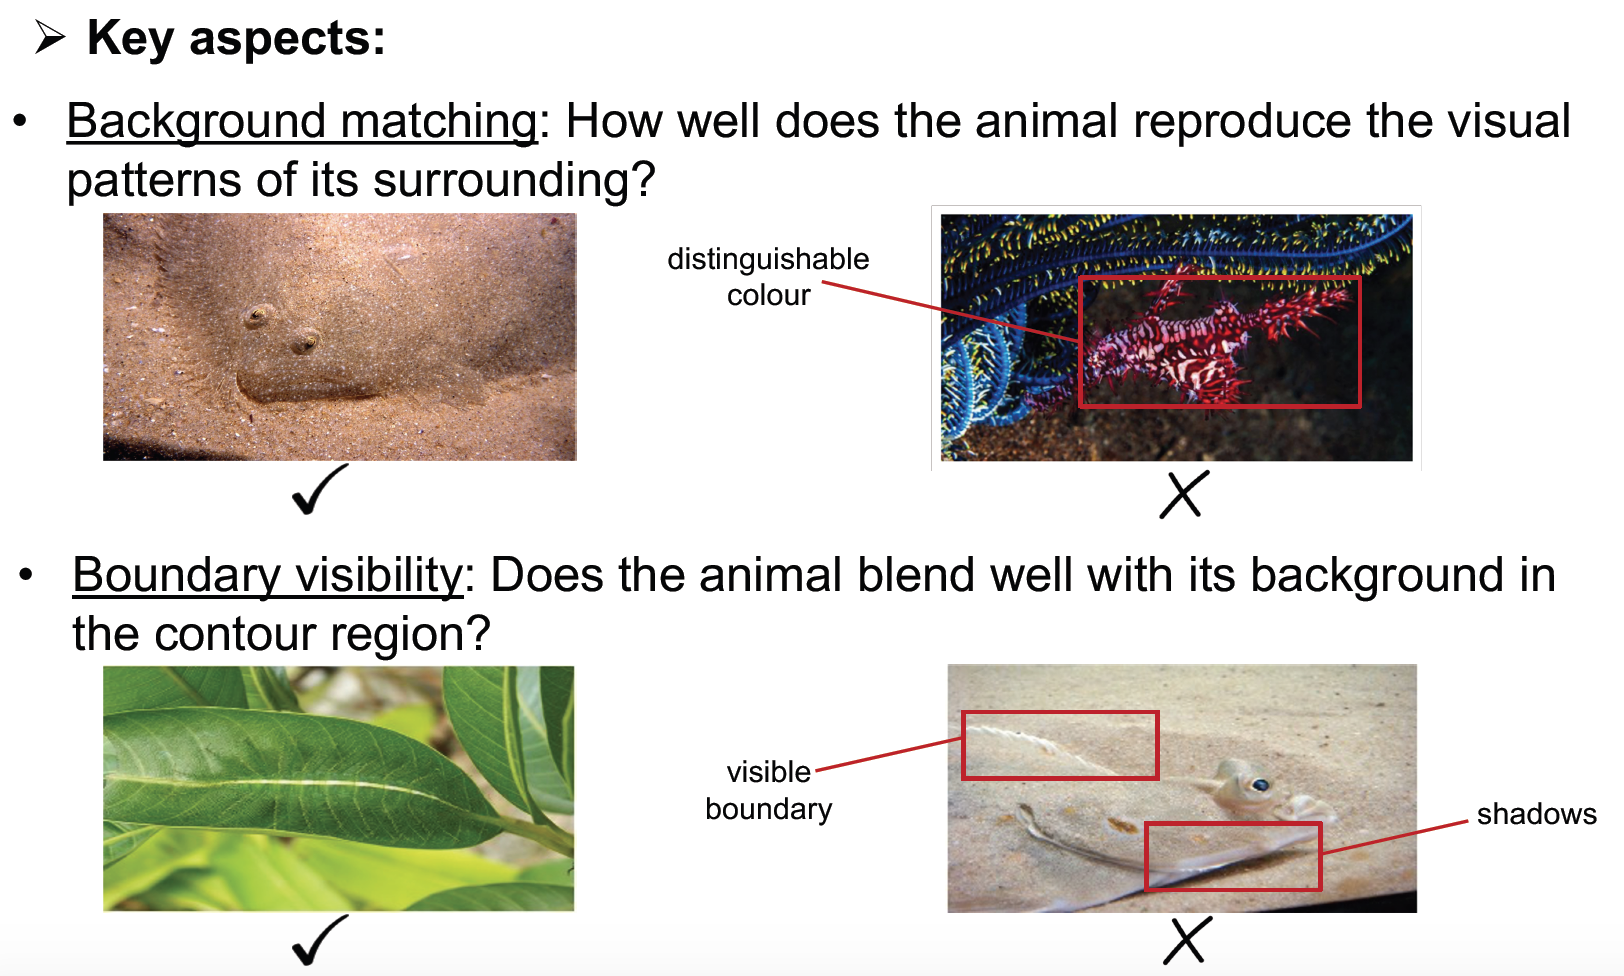 Key aspects:
Background matching: How well does the animal reproduce the visual
patterns of its surrounding?
distinguishable
colour
Boundary visibility: Does the animal blend well with its background in
the contour region?
visible
boundary
shadows